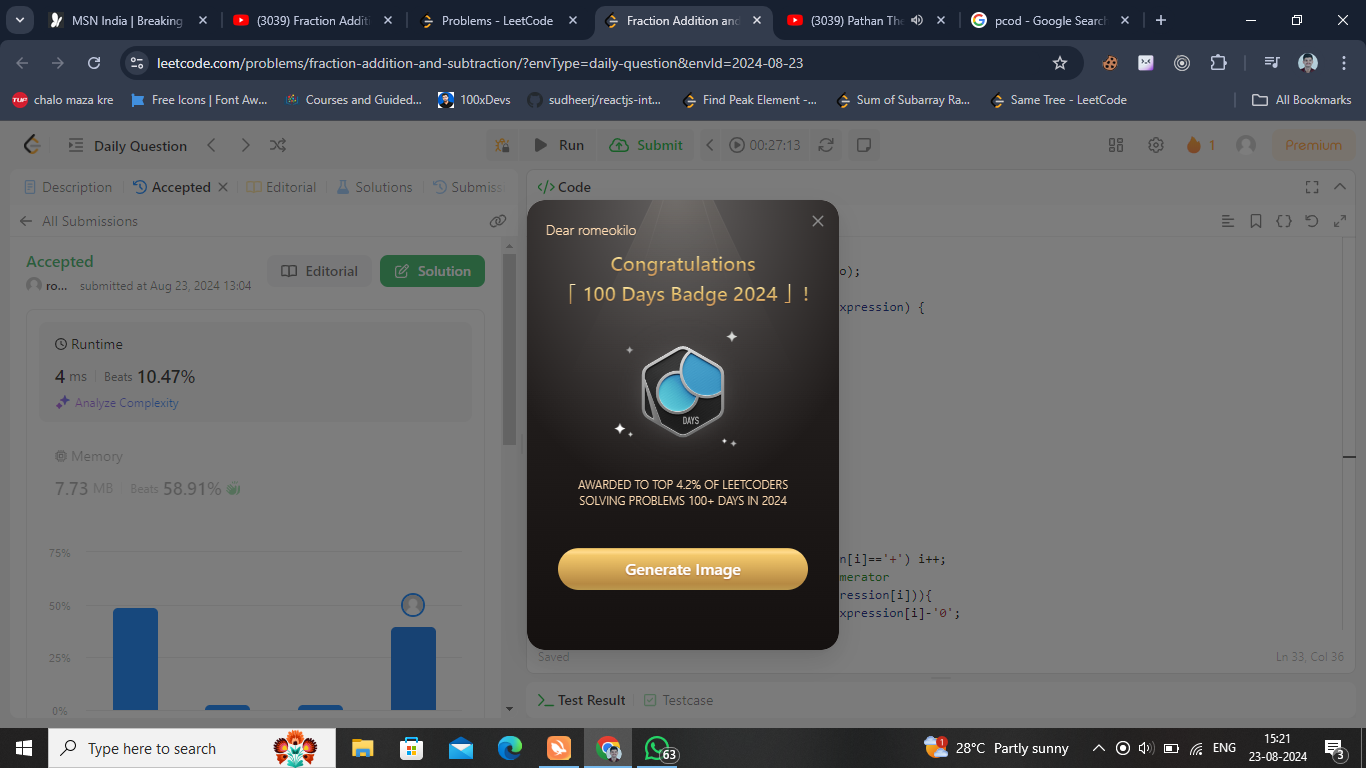 MSN India | Breaking
(3039) Fraction Additi
Problems - LeetCode
Fraction Addition and
(3039) Pathan The
pcod - Google Search
leetcode.com/problems/fraction-addition-and-subtraction/?envType=daily-question&envId=2024-08-23
TUF
chalo maza kre
Free Icons | Font Aw...
Courses and Guided...
100xDevs
sudheerj/reactjs-int...
Find Peak Element -...
Sum of Subarray Ra...
Same Tree - LeetCode
All Bookmarks
Daily Question
Run
Submit
00:27:13
1
Premium
Description
Accepted
Editorial
Solutions
Submiss
</> Code
All Submissions
Accepted
ro...
submitted at Aug 23, 2024 13:04
Editorial
Solution
Runtime
4 ms | Beats 10.47%
Analyze Complexity
Memory
7.73 MB | Beats 58.91%
75%
50%
25%
0%
Dear romeokilo
Congratulations
「 100 Days Badge 2024 」 !
DAYS
AWARDED TO TOP 4.2% OF LEETCODERS
SOLVING PROBLEMS 100+ DAYS IN 2024
Generate Image
o);
xpression) {
n[i]=='+') i++;
merator
ression[i])){
xpression[i]-'0';
Saved
Ln 33, Col 36
Test Result
Testcase
Type here to search
63
1
28°C Partly sunny
ENG
15:21
23-08-2024
3